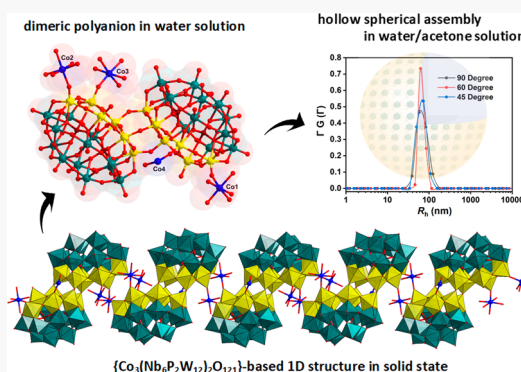 dimeric polyanion in water solution
hollow spherical assembly
in water/acetone solution
Co2
Co3
Co4
Co1
Γ G (Γ)
0.8
0.7
0.6
0.5
0.4
0.3
0.2
0.1
0.0
90 Degree
60 Degree
45 Degree
1 10 100 1000 10000
Rh (nm)
{Co3(Nb6P2W12)2O121}-based 1D structure in solid state